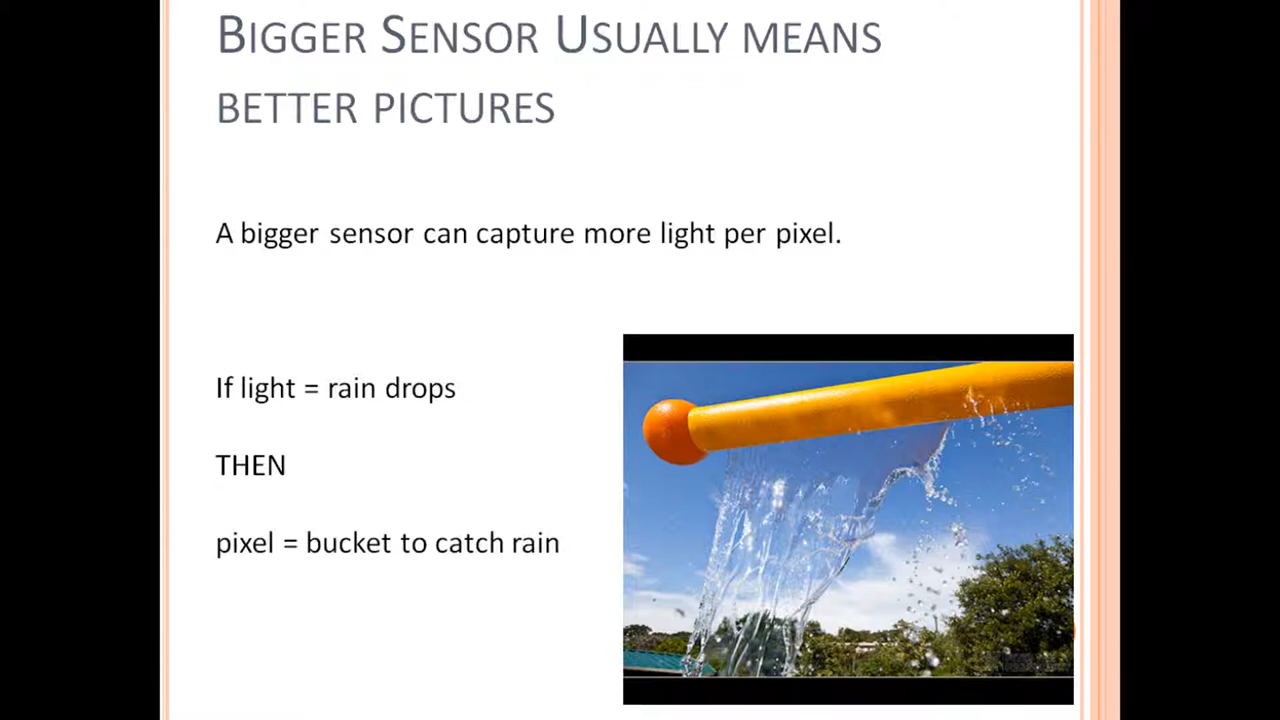 BIGGER SENSOR USUALLY MEANS
BETTER PICTURES
A bigger sensor can capture more light per pixel.
If light = rain drops
THEN
pixel = bucket to catch rain